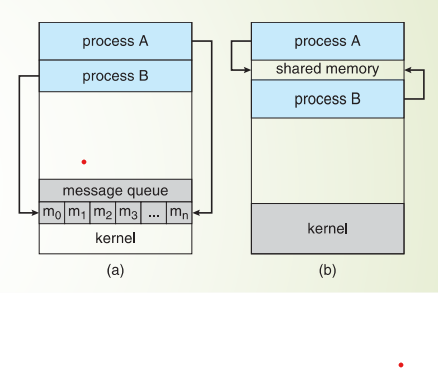 process A
process B
message queue
m0 m1 m2 m3 ... mn
kernel
(a)
process A
shared memory
process B
kernel
(b)